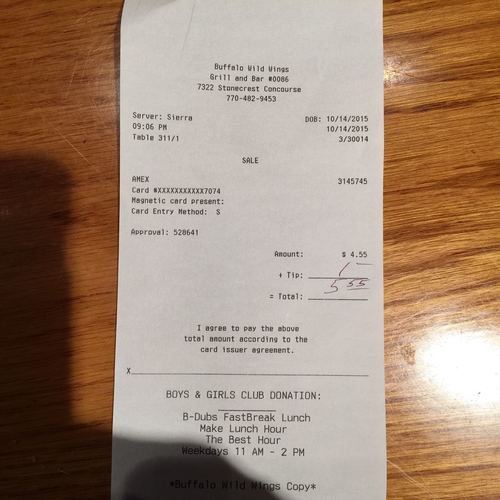 Buffalo Wild Wings
Grill and Bar #0086
7322 Stonecrest Concourse
770-482-9453
Server: Sierra DOB: 10/14/2015
09:06 PM 10/14/2015
Table 311/1 3/30014
SALE
AMEX 3145745
Card #XXXXXXXXXXX7074
Magnetic card present:
Card Entry Method: S
Approval: 528641
Amount: $ 4.55
+ Tip: 1 —
= Total: 5 55
I agree to pay the above
total amount according to the
card issuer agreement.
X
BOYS & GIRLS CLUB DONATION:
B-Dubs FastBreak Lunch
Make Lunch Hour
The Best Hour
Weekdays 11 AM - 2 PM
*Buffalo Wild Wings Copy*